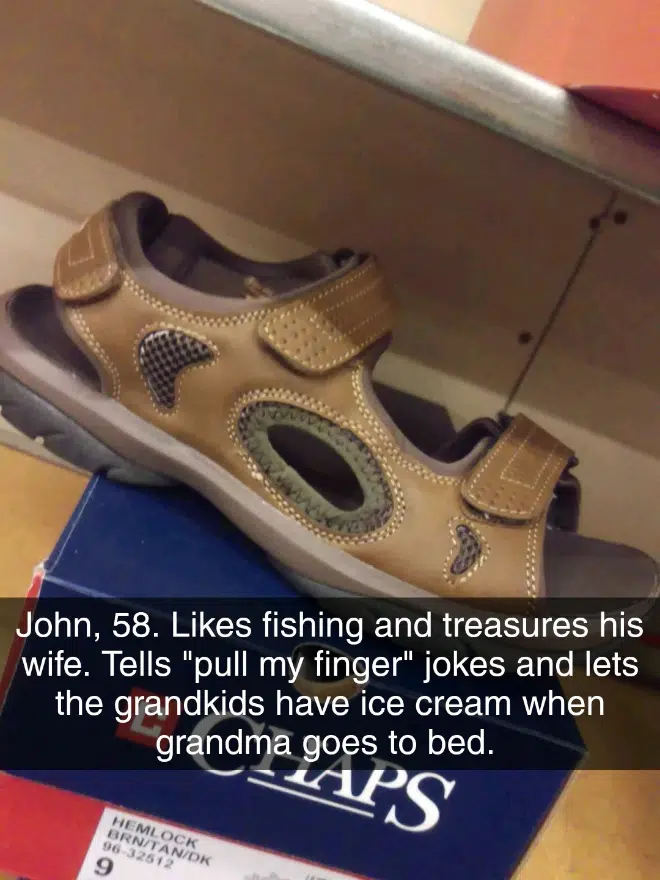 John, 58. Likes fishing and treasures his
wife. Tells "pull my finger" jokes and lets
the grandkids have ice cream when
grandma goes to bed.
CHAPS
HEMLOCK
BRN/TAN/DK
96-32512
9